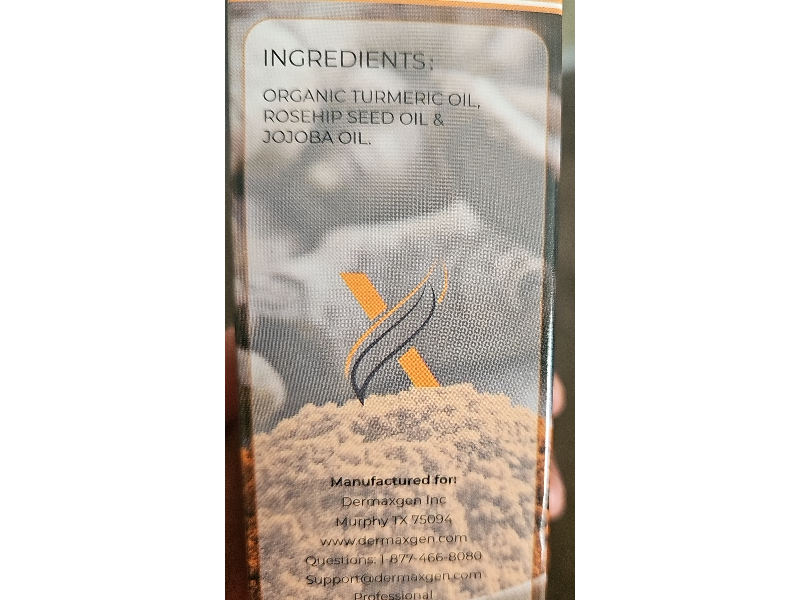 INGREDIENTS:
ORGANIC TURMERIC OIL,
ROSEHIP SEED OIL &
JOJOBA OIL.
Manufactured for:
Dermaxgen Inc
Murphy TX 75094
www.dermaxgen.com
Questions: 1-877-466-8080
Support@dermaxgen.com
Professional